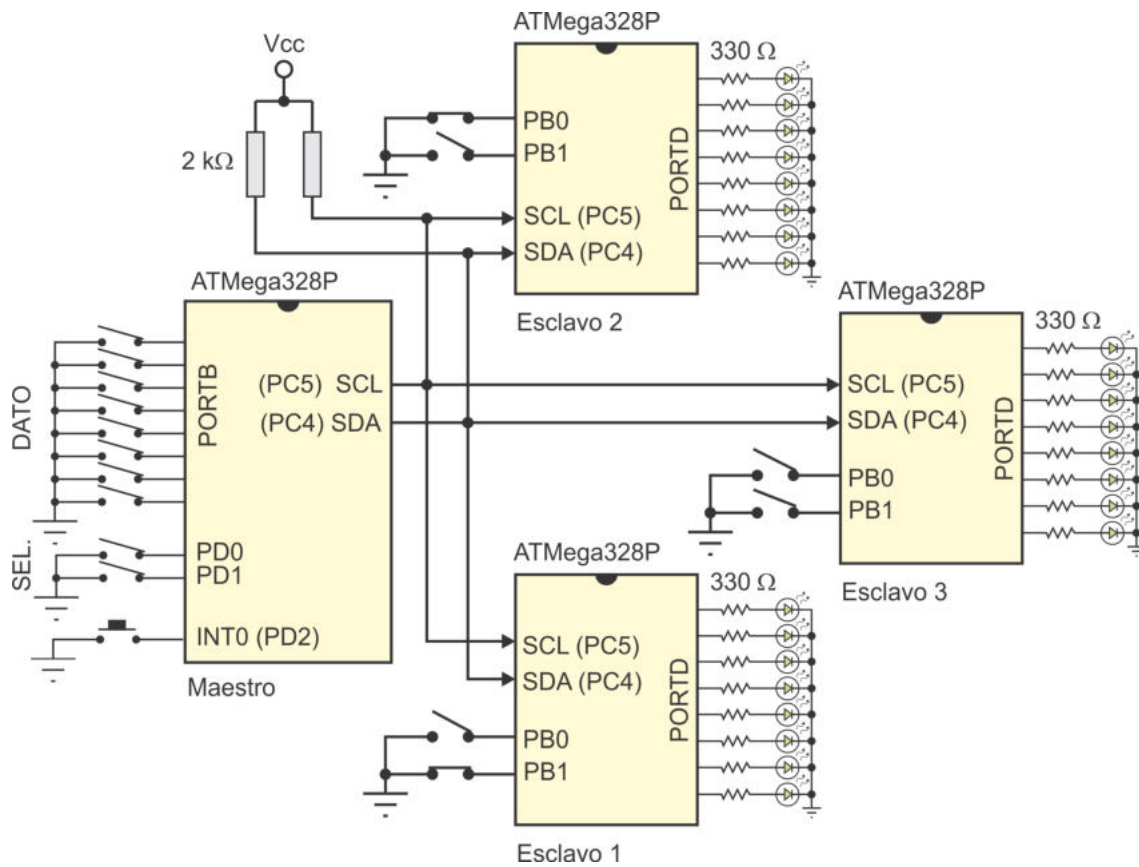 ATMega328P
330 Ω
Vcc
PB0
PB1
2 kΩ
SCL (PC5)
SDA (PC4)
PORTD
Esclavo 2
ATMega328P
DATO
PORTB
(PC5) SCL
(PC4) SDA
SEL.
PD0
PD1
INT0 (PD2)
Maestro
ATMega328P
330 Ω
SCL (PC5)
SDA (PC4)
PB0
PB1
PORTD
Esclavo 3
ATMega328P
330 Ω
SCL (PC5)
SDA (PC4)
PB0
PB1
PORTD
Esclavo 1